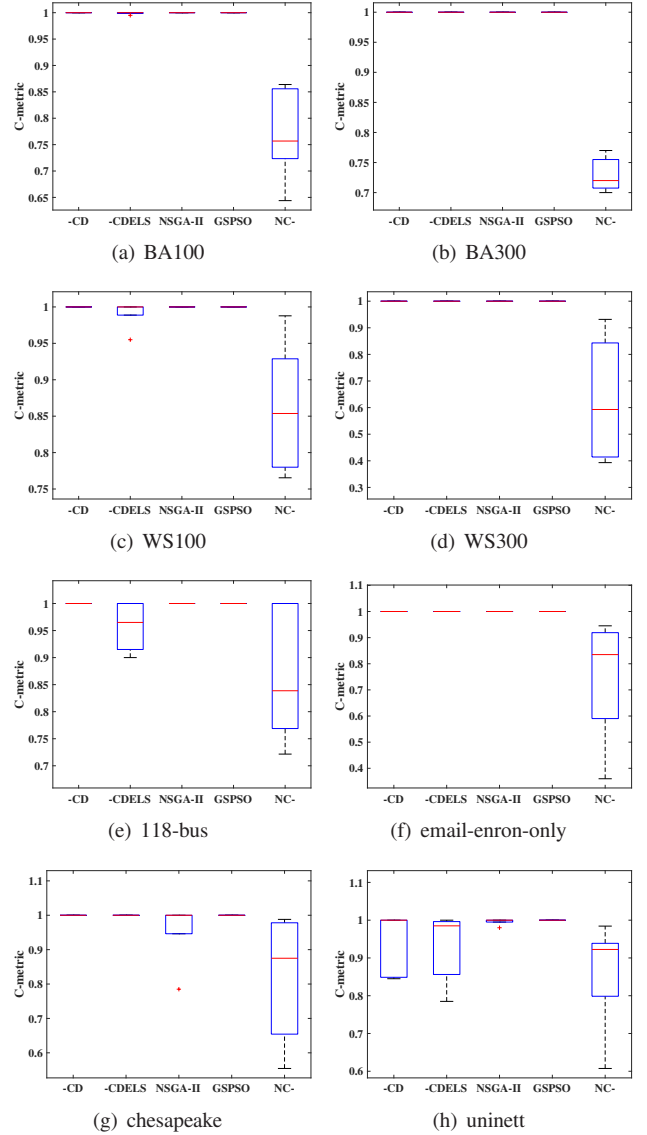 1
0.95
0.9
0.85
0.8
0.75
0.7
0.65
C-metric
-CD -CDELS NSGA-II GSPSO NC-
(a) BA100
1
0.95
0.9
0.85
0.8
0.75
0.7
C-metric
-CD -CDELS NSGA-II GSPSO NC-
(b) BA300
1
0.95
0.9
0.85
0.8
0.75
C-metric
-CD -CDELS NSGA-II GSPSO NC-
(c) WS100
1
0.9
0.8
0.7
0.6
0.5
0.4
0.3
C-metric
-CD -CDELS NSGA-II GSPSO NC-
(d) WS300
1
0.95
0.9
0.85
0.8
0.75
0.7
C-metric
-CD -CDELS NSGA-II GSPSO NC-
(e) 118-bus
1.1
1
0.9
0.8
0.7
0.6
0.5
0.4
C-metric
-CD -CDELS NSGA-II GSPSO NC-
(f) email-enron-only
1.1
1
0.9
0.8
0.7
0.6
C-metric
-CD -CDELS NSGA-II GSPSO NC-
(g) chesapeake
1.1
1
0.9
0.8
0.7
0.6
C-metric
-CD -CDELS NSGA-II GSPSO NC-
(h) uninett